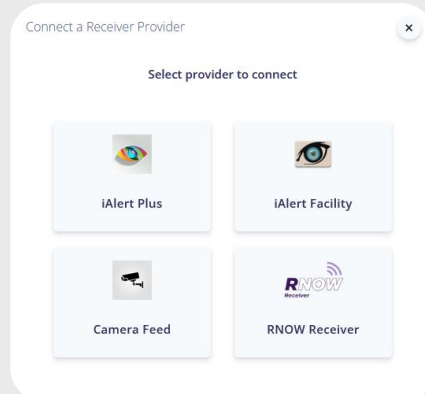 Connect a Receiver Provider
Select provider to connect
iAlert Plus
iAlert Facility
Camera Feed
RNOW
Receiver
RNOW Receiver